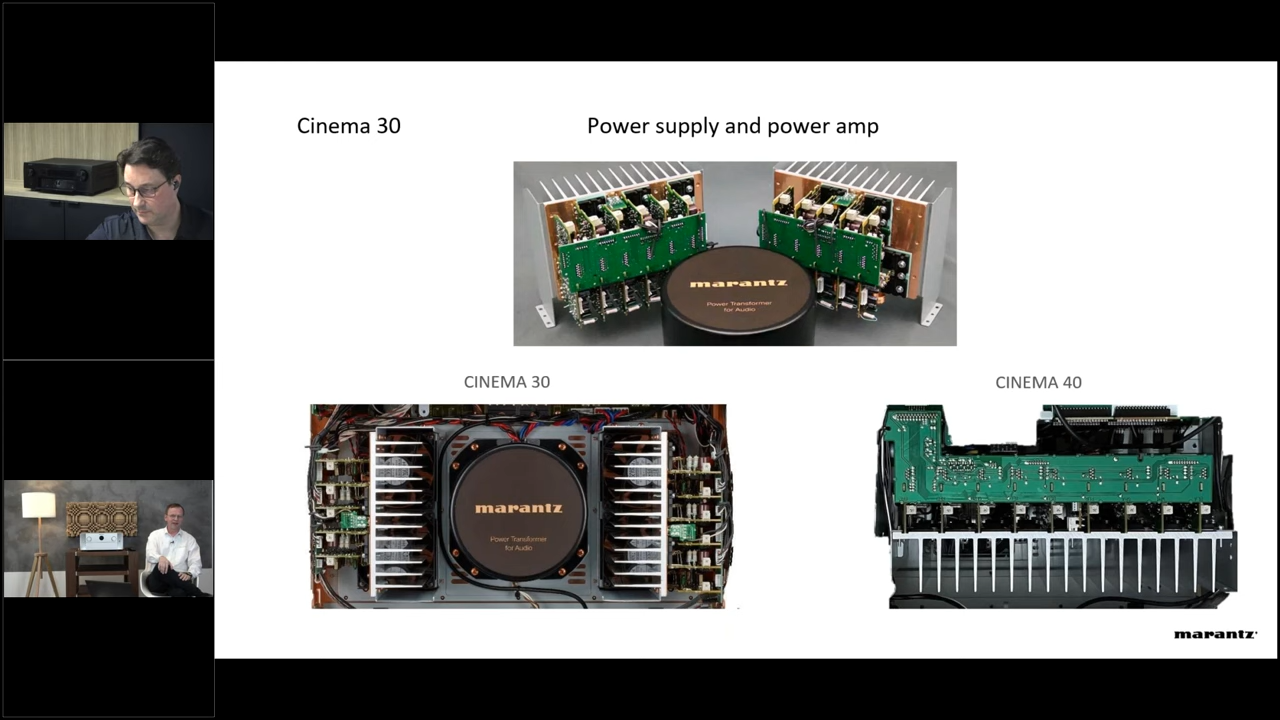 Cinema 30
Power supply and power amp
marantz
Power Transformer
for Audio
CINEMA 30
CINEMA 40
marantz
Power Transformer
for Audio
marantz